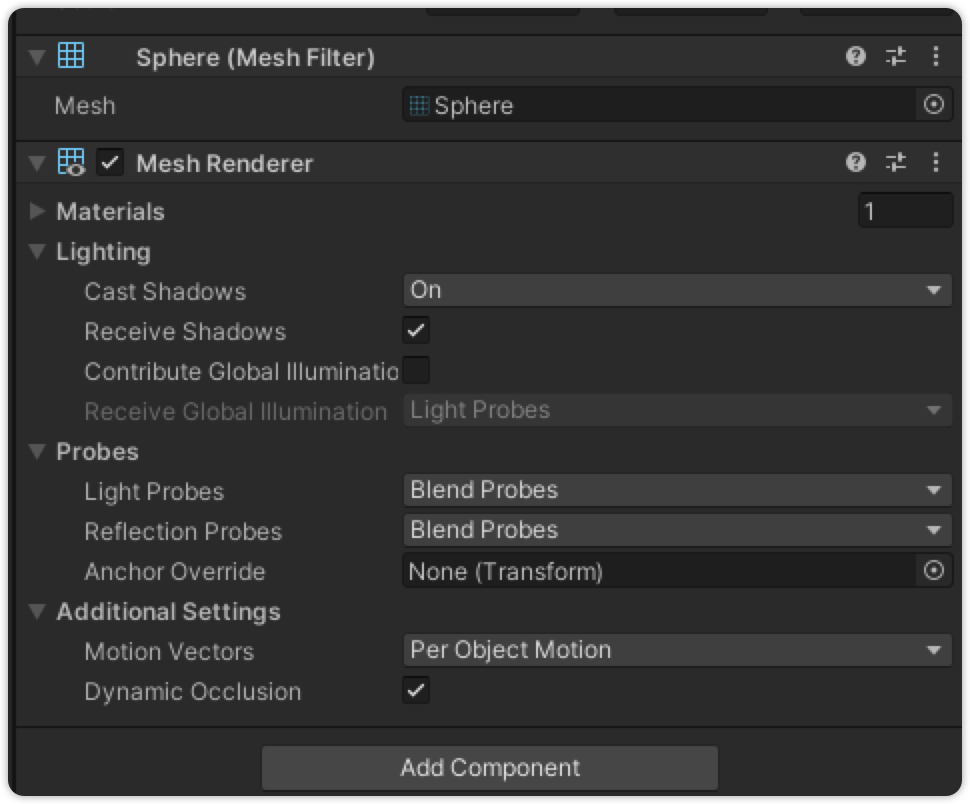 Sphere (Mesh Filter)
Mesh Sphere
Mesh Renderer
Materials 1
Lighting
Cast Shadows On
Receive Shadows
Contribute Global Illuminatio
Receive Global Illumination Light Probes
Probes
Light Probes Blend Probes
Reflection Probes Blend Probes
Anchor Override None (Transform)
Additional Settings
Motion Vectors Per Object Motion
Dynamic Occlusion
Add Component